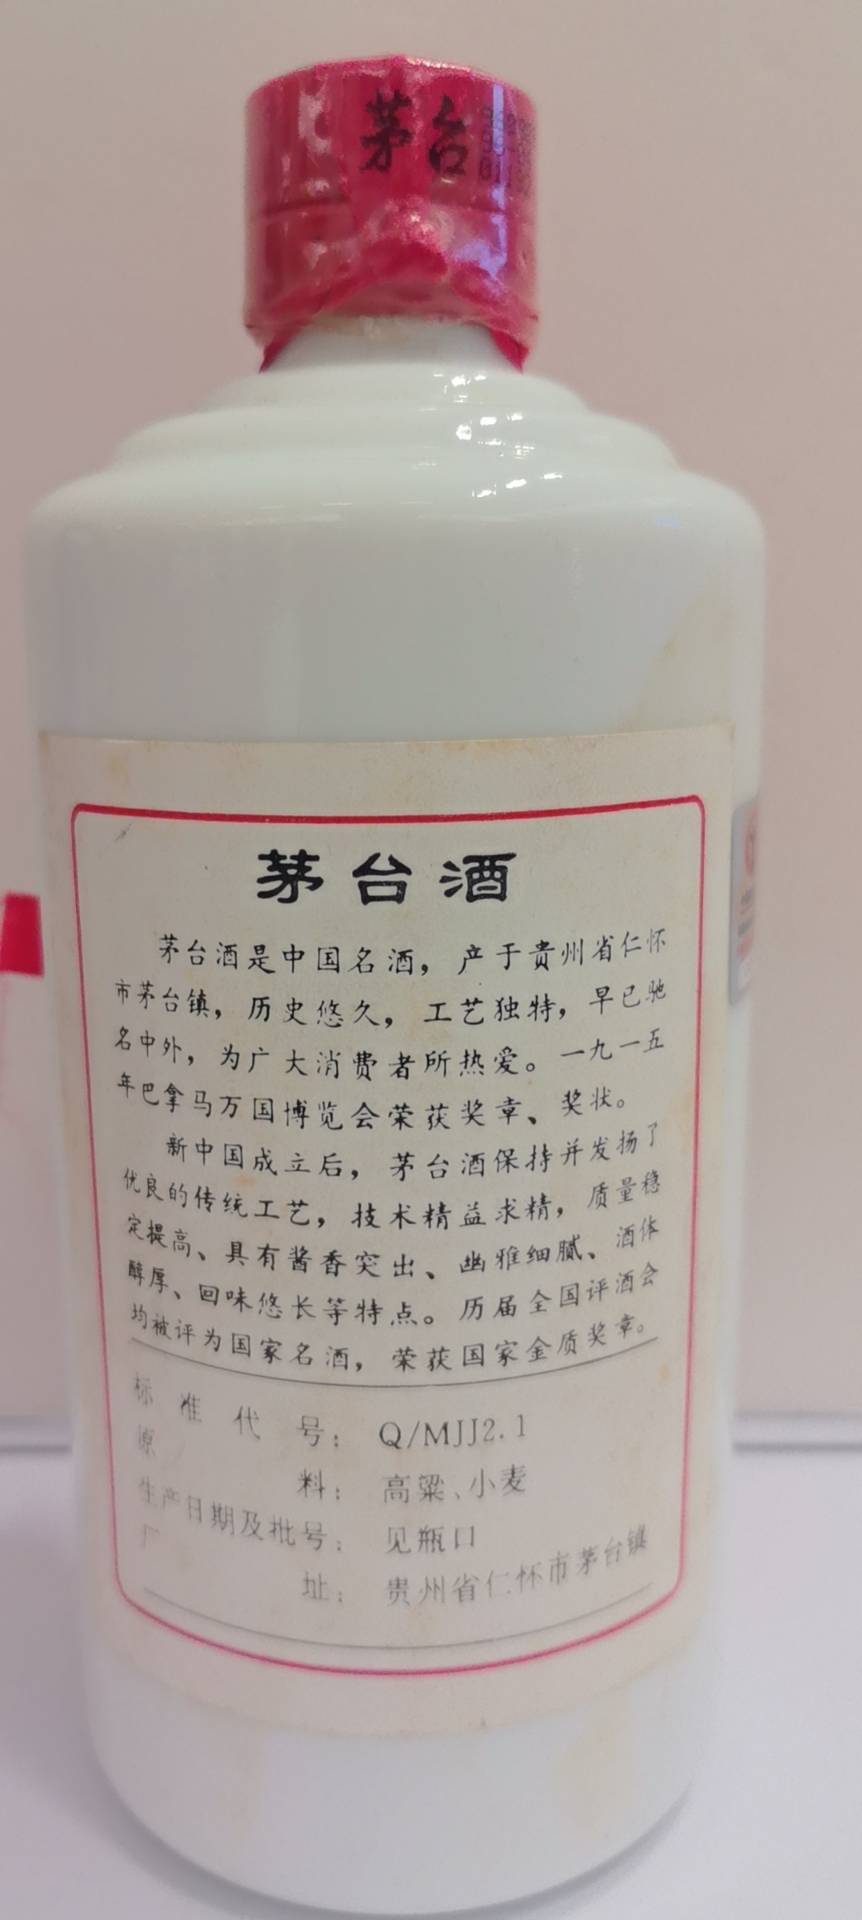 茅台
茅台酒
茅台酒是中国名酒，产于贵州省仁怀
市茅台镇，历史悠久，工艺独特，早已驰
名中外，为广大消费者所热爱。一九一五
年巴拿马万国博览会荣获奖章、奖状。
新中国成立后，茅台酒保持并发扬了
优良的传统工艺，技术精益求精，质量稳
定提高、具有酱香突出、幽雅细腻、酒体
醇厚、回味悠长等特点。历届全国评酒会
均被评为国家名酒，荣获国家金质奖章。
标准代号：Q/MJJ2.1
原料：高粱、小麦
生产日期及批号：见瓶口
厂址：贵州省仁怀市茅台镇